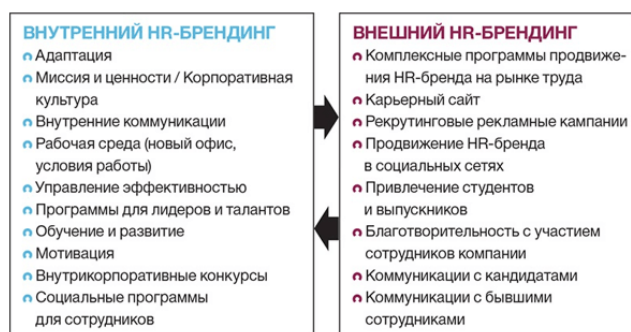 ВНУТРЕННИЙ HR-БРЕНДИНГ
Адаптация
Миссия и ценности / Корпоративная
культура
Внутренние коммуникации
Рабочая среда (новый офис,
условия работы)
Управление эффективностью
Программы для лидеров и талантов
Обучение и развитие
Мотивация
Внутрикорпоративные конкурсы
Социальные программы
для сотрудников
ВНЕШНИЙ HR-БРЕНДИНГ
Комплексные программы продвиже-
ния HR-бренда на рынке труда
Карьерный сайт
Рекрутинговые рекламные кампании
Продвижение HR-бренда
в социальных сетях
Привлечение студентов
и выпускников
Благотворительность с участием
сотрудников компании
Коммуникации с кандидатами
Коммуникации с бывшими
сотрудниками